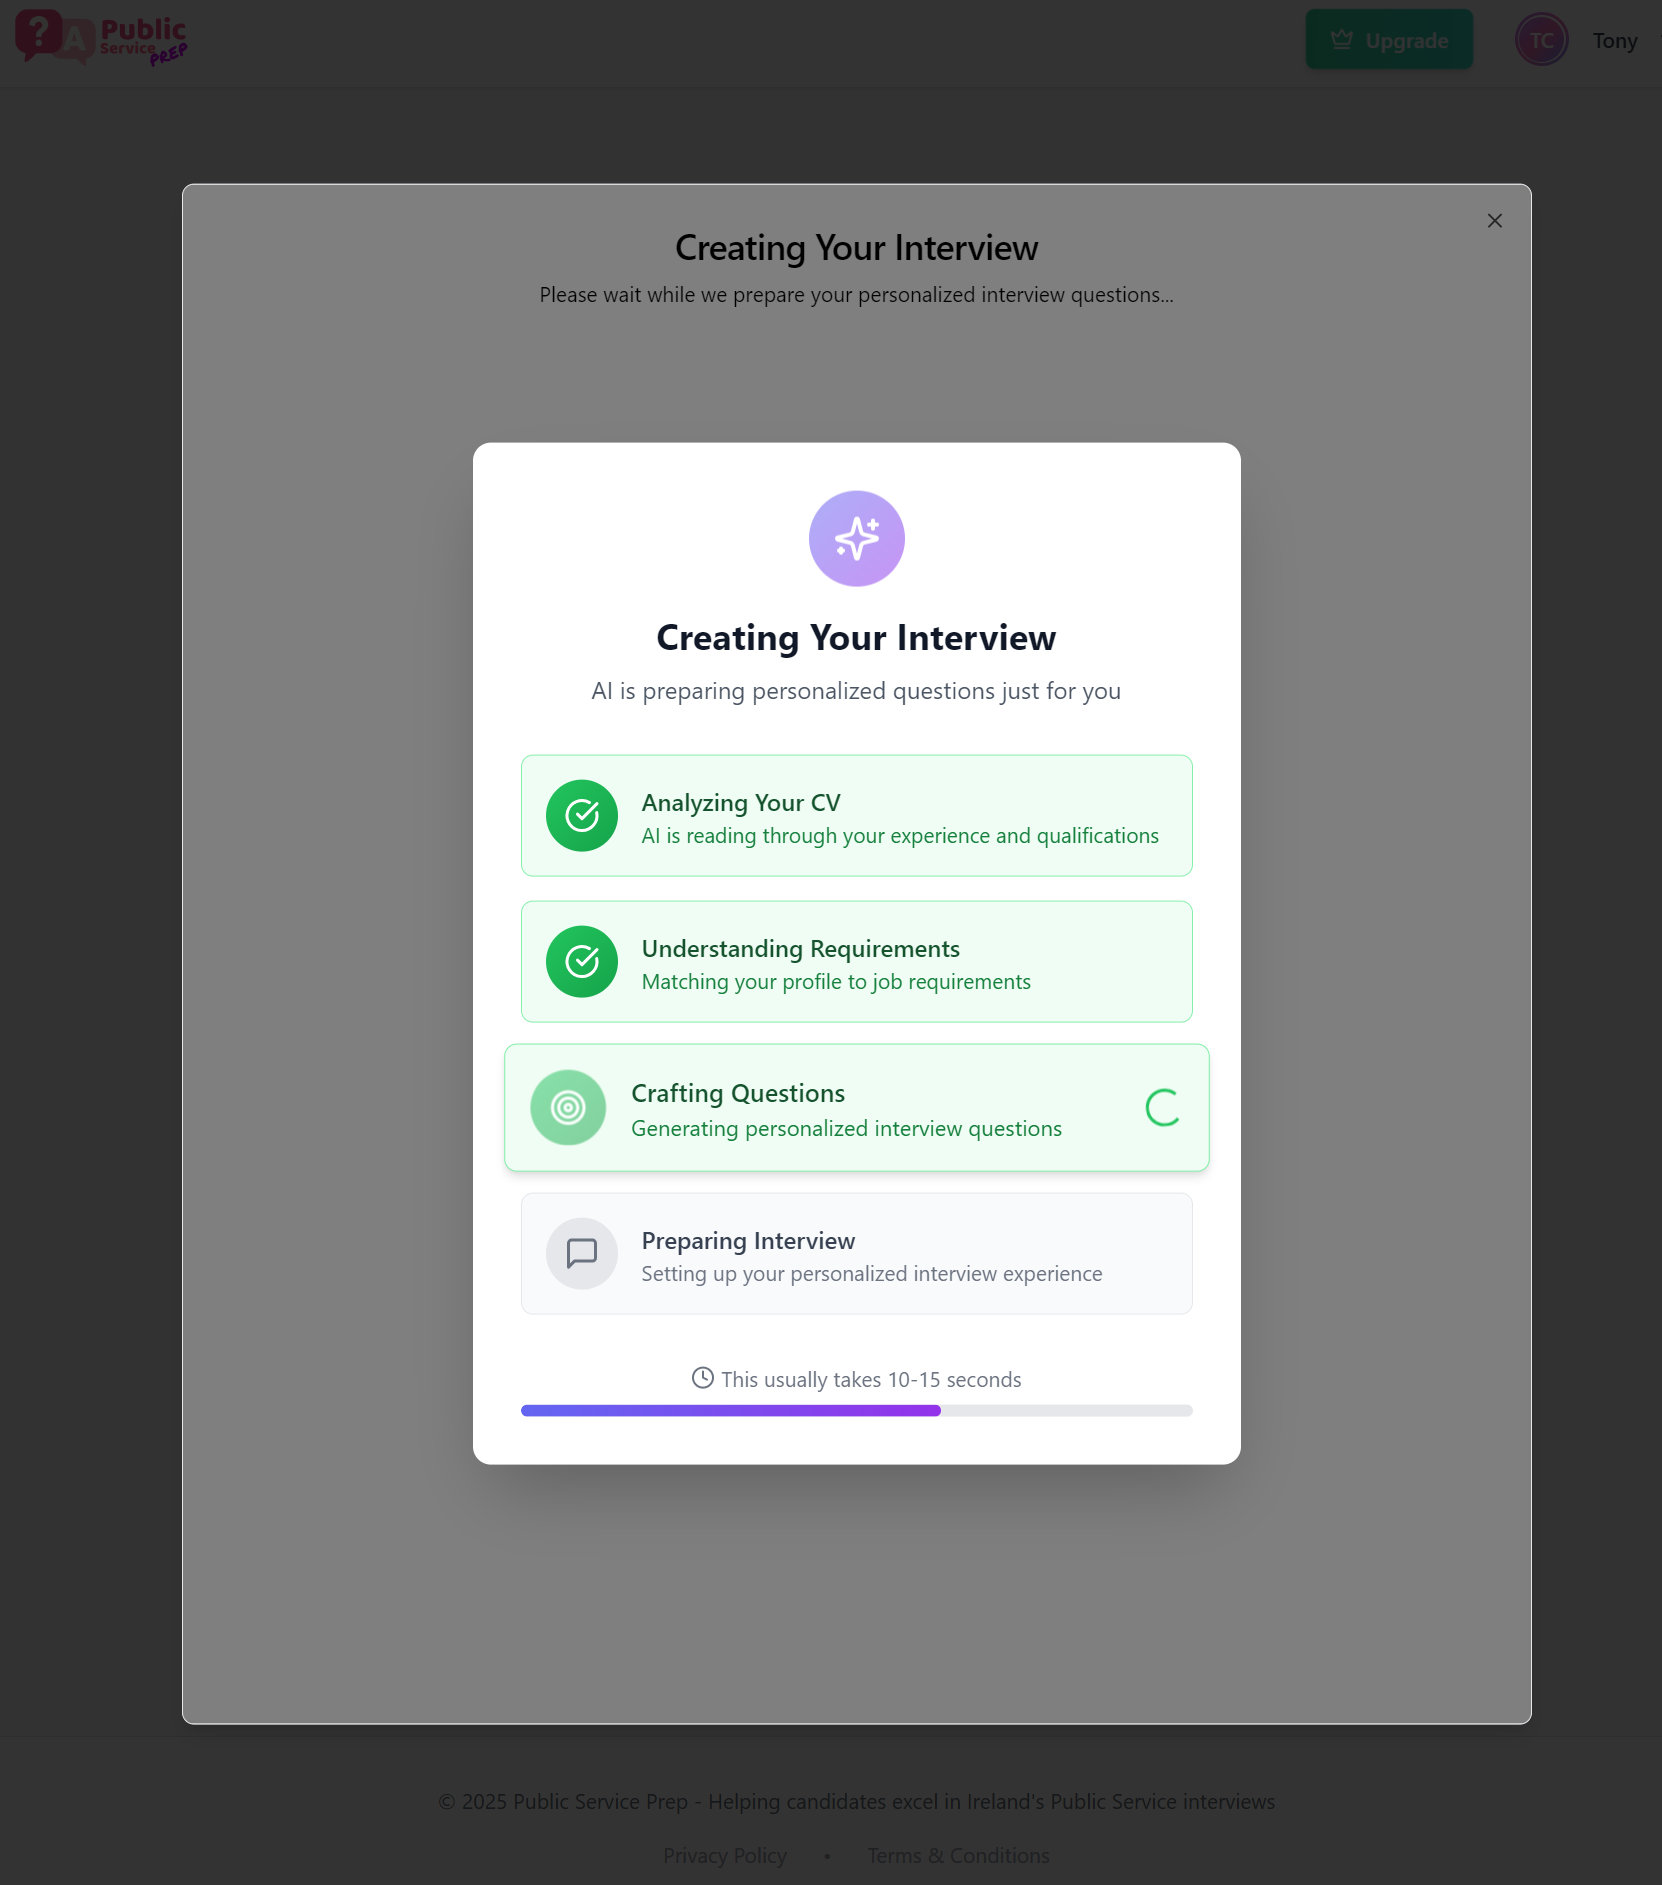 ? A Public
Service
PREP
Upgrade
TC
Tony
Creating Your Interview
Please wait while we prepare your personalized interview questions...
Creating Your Interview
AI is preparing personalized questions just for you
Analyzing Your CV
AI is reading through your experience and qualifications
Understanding Requirements
Matching your profile to job requirements
Crafting Questions
Generating personalized interview questions
Preparing Interview
Setting up your personalized interview experience
This usually takes 10-15 seconds
© 2025 Public Service Prep - Helping candidates excel in Ireland's Public Service interviews
Privacy Policy • Terms & Conditions